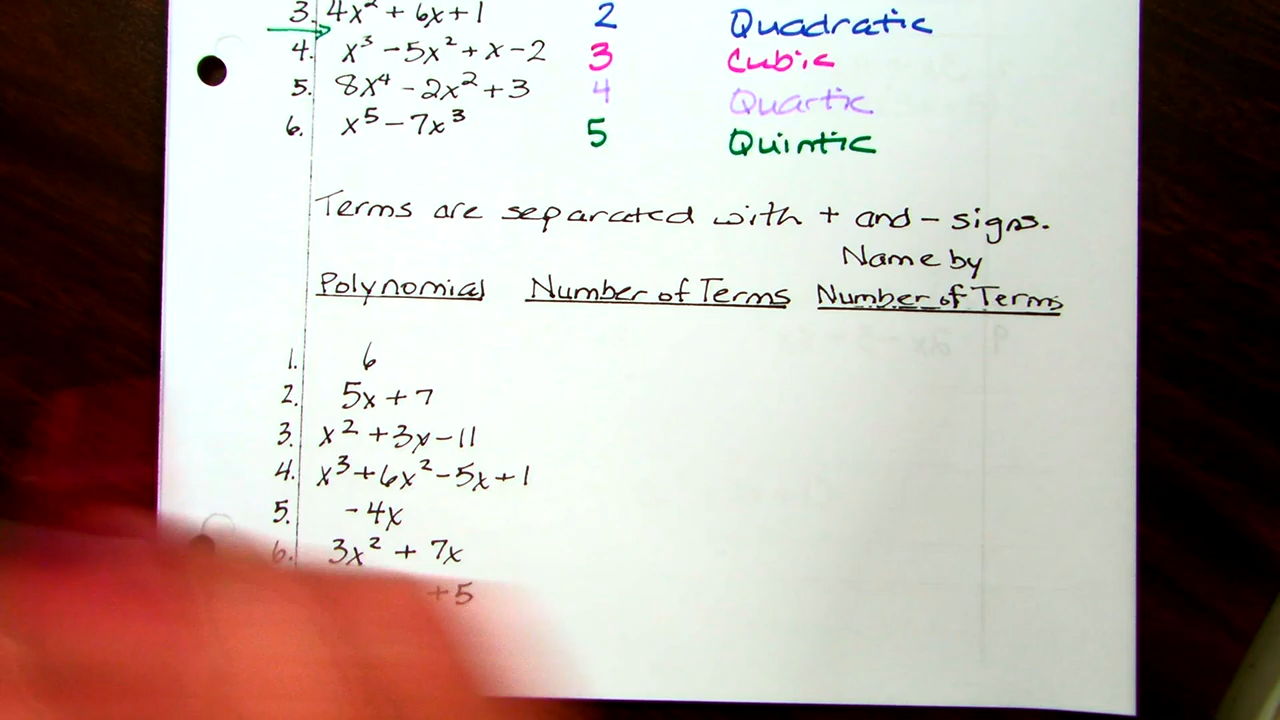 3. 4x² + 6x + 1 2 Quadratic
4. x³ - 5x² + x - 2 3 Cubic
5. 8x⁴ - 2x² + 3 4 Quartic
6. x⁵ - 7x³ 5 Quintic
Terms are separated with + and - signs.
Name by
Polynomial Number of Terms Number of Terms
1. 6
2. 5x + 7
3. x² + 3x - 11
4. x³ + 6x² - 5x + 1
5. - 4x
6. 3x² + 7x
+ 5